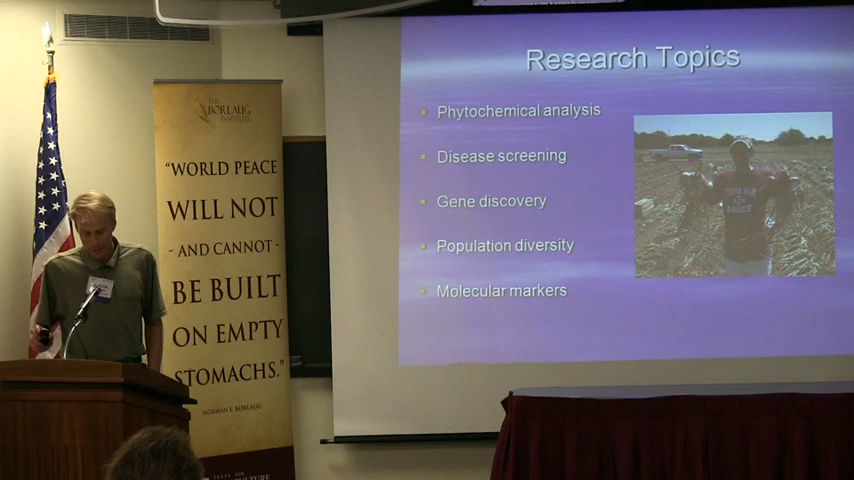 THE
BORLAUG
INSTITUTE
"WORLD PEACE
WILL NOT
- AND CANNOT -
BE BUILT
ON EMPTY
STOMACHS."
NORMAN E. BORLAUG
TEXAS A&M
Research Topics
Phytochemical analysis
Disease screening
Gene discovery
Population diversity
Molecular markers